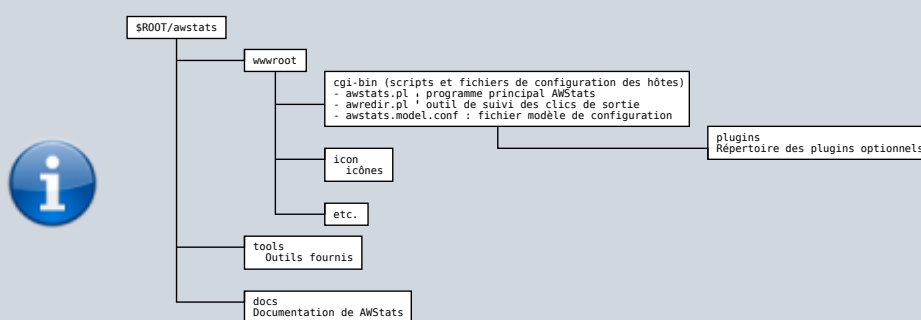 $ROOT/awstats
wwwroot
cgi-bin (scripts et fichiers de configuration des hôtes)
- awstats.pl : programme principal AWStats
- awredir.pl : outil de suivi des clics de sortie
- awstats.model.conf : fichier modèle de configuration
plugins
Répertoire des plugins optionnels
icon
icônes
etc.
tools
Outils fournis
docs
Documentation de AWStats